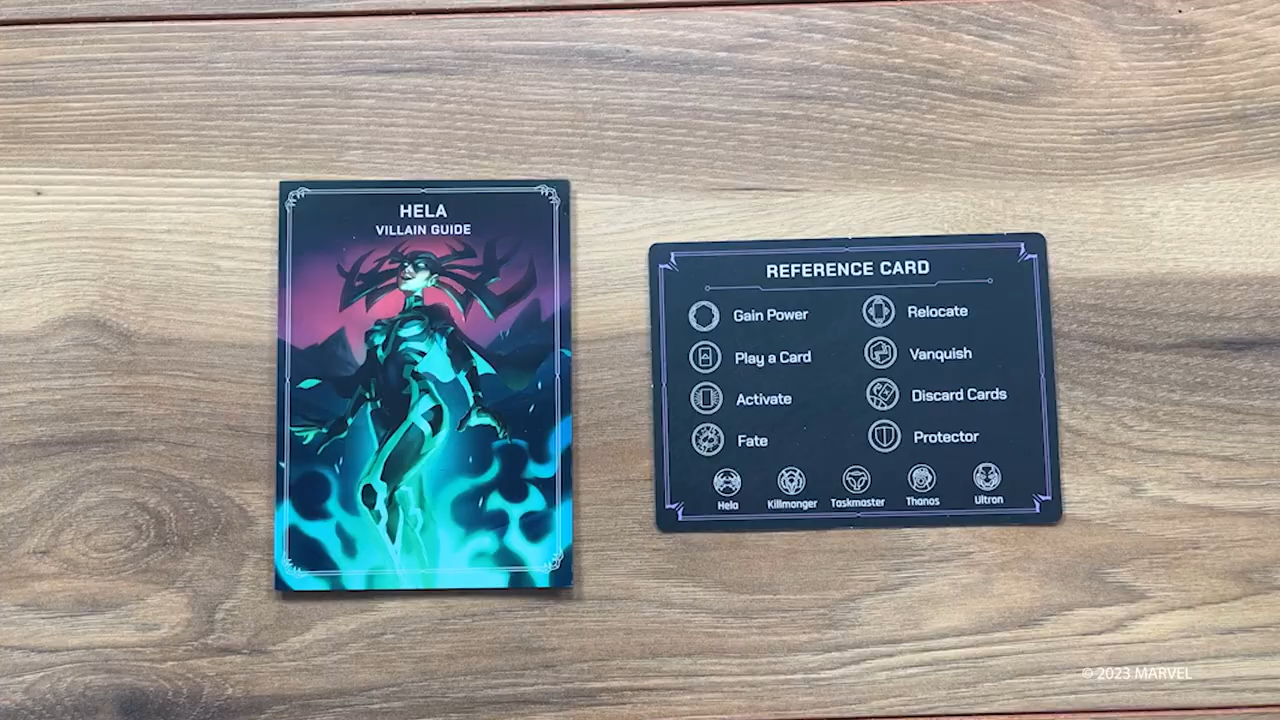 HELA
VILLAIN GUIDE
REFERENCE CARD
Gain Power
Relocate
Play a Card
Vanquish
Activate
Discard Cards
Fate
Protector
Hela
Killmonger
Taskmaster
Thanos
Ultron
© 2023 MARVEL